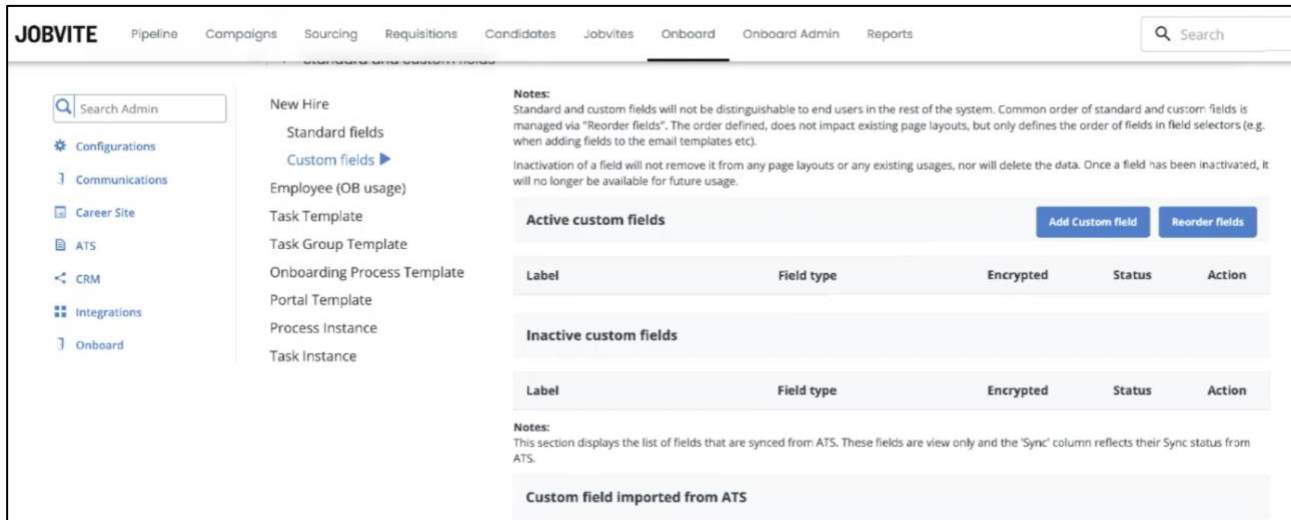 JOBVITE Pipeline Campaigns Sourcing Requisitions Candidates Jobvites Onboard Onboard Admin Reports Search
Standard and custom fields
Search Admin
Configurations
Communications
Career Site
ATS
CRM
Integrations
Onboard
New Hire
Standard fields
Custom fields
Employee (OB usage)
Task Template
Task Group Template
Onboarding Process Template
Portal Template
Process Instance
Task Instance
Notes:
Standard and custom fields will not be distinguishable to end users in the rest of the system. Common order of standard and custom fields is
managed via "Reorder fields". The order defined, does not impact existing page layouts, but only defines the order of fields in field selectors (e.g.
when adding fields to the email templates etc).
Inactivation of a field will not remove it from any page layouts or any existing usages, nor will delete the data. Once a field has been inactivated, it
will no longer be available for future usage.
Active custom fields Add Custom field Reorder fields
Label Field type Encrypted Status Action
Inactive custom fields
Label Field type Encrypted Status Action
Notes:
This section displays the list of fields that are synced from ATS. These fields are view only and the 'Sync' column reflects their Sync status from
ATS.
Custom field imported from ATS